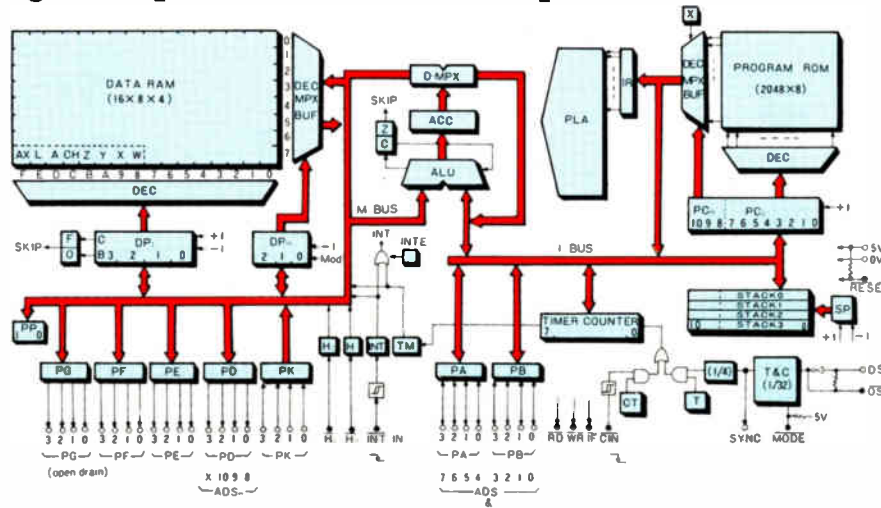 DATA RAM
(16×8×4)
0
1
2
3
4
5
6
7
DEC
MPX
BUF
AX L A CH Z Y X W
F E D C B A 9 8 7 6 5 4 3 2 1 0
DEC
SKIP
F
O
C
B
DP
3 2 1 0
+1
-1
DP
2 1 0
-1
Mod
D-MPX
ACC
SKIP
Z
C
ALU
M BUS
INT
INTE
I BUS
PLA
IR
X
DEC
MPX
BUF
PROGRAM ROM
(2048×8)
DEC
PC
PC
10 9 8 7 6 5 4 3 2 1 0
+1
5V
0V
RESE
STACK0
STACK1
STACK2
STACK3
10
0
SP
+1
-1
PP
1 0
TIMER COUNTER
7 0
PG
PF
PE
PD
PK
H
H
INT
TM
PA
PB
CT
T
(1/4)
T&C
(1/32)
DS
OS
5V
3 2 1 0
3 2 1 0
3 2 1 0
3 2 1 0
3 2 1 0
H
H
INT IN
3 2 1 0
3 2 1 0
RD WR IF CIN
SYNC
MODE
PG
PF
PE
PD
PK
PA
PB
(open drain)
X 10 9 8
ADS
7 6 5 4
3 2 1 0
ADS
&